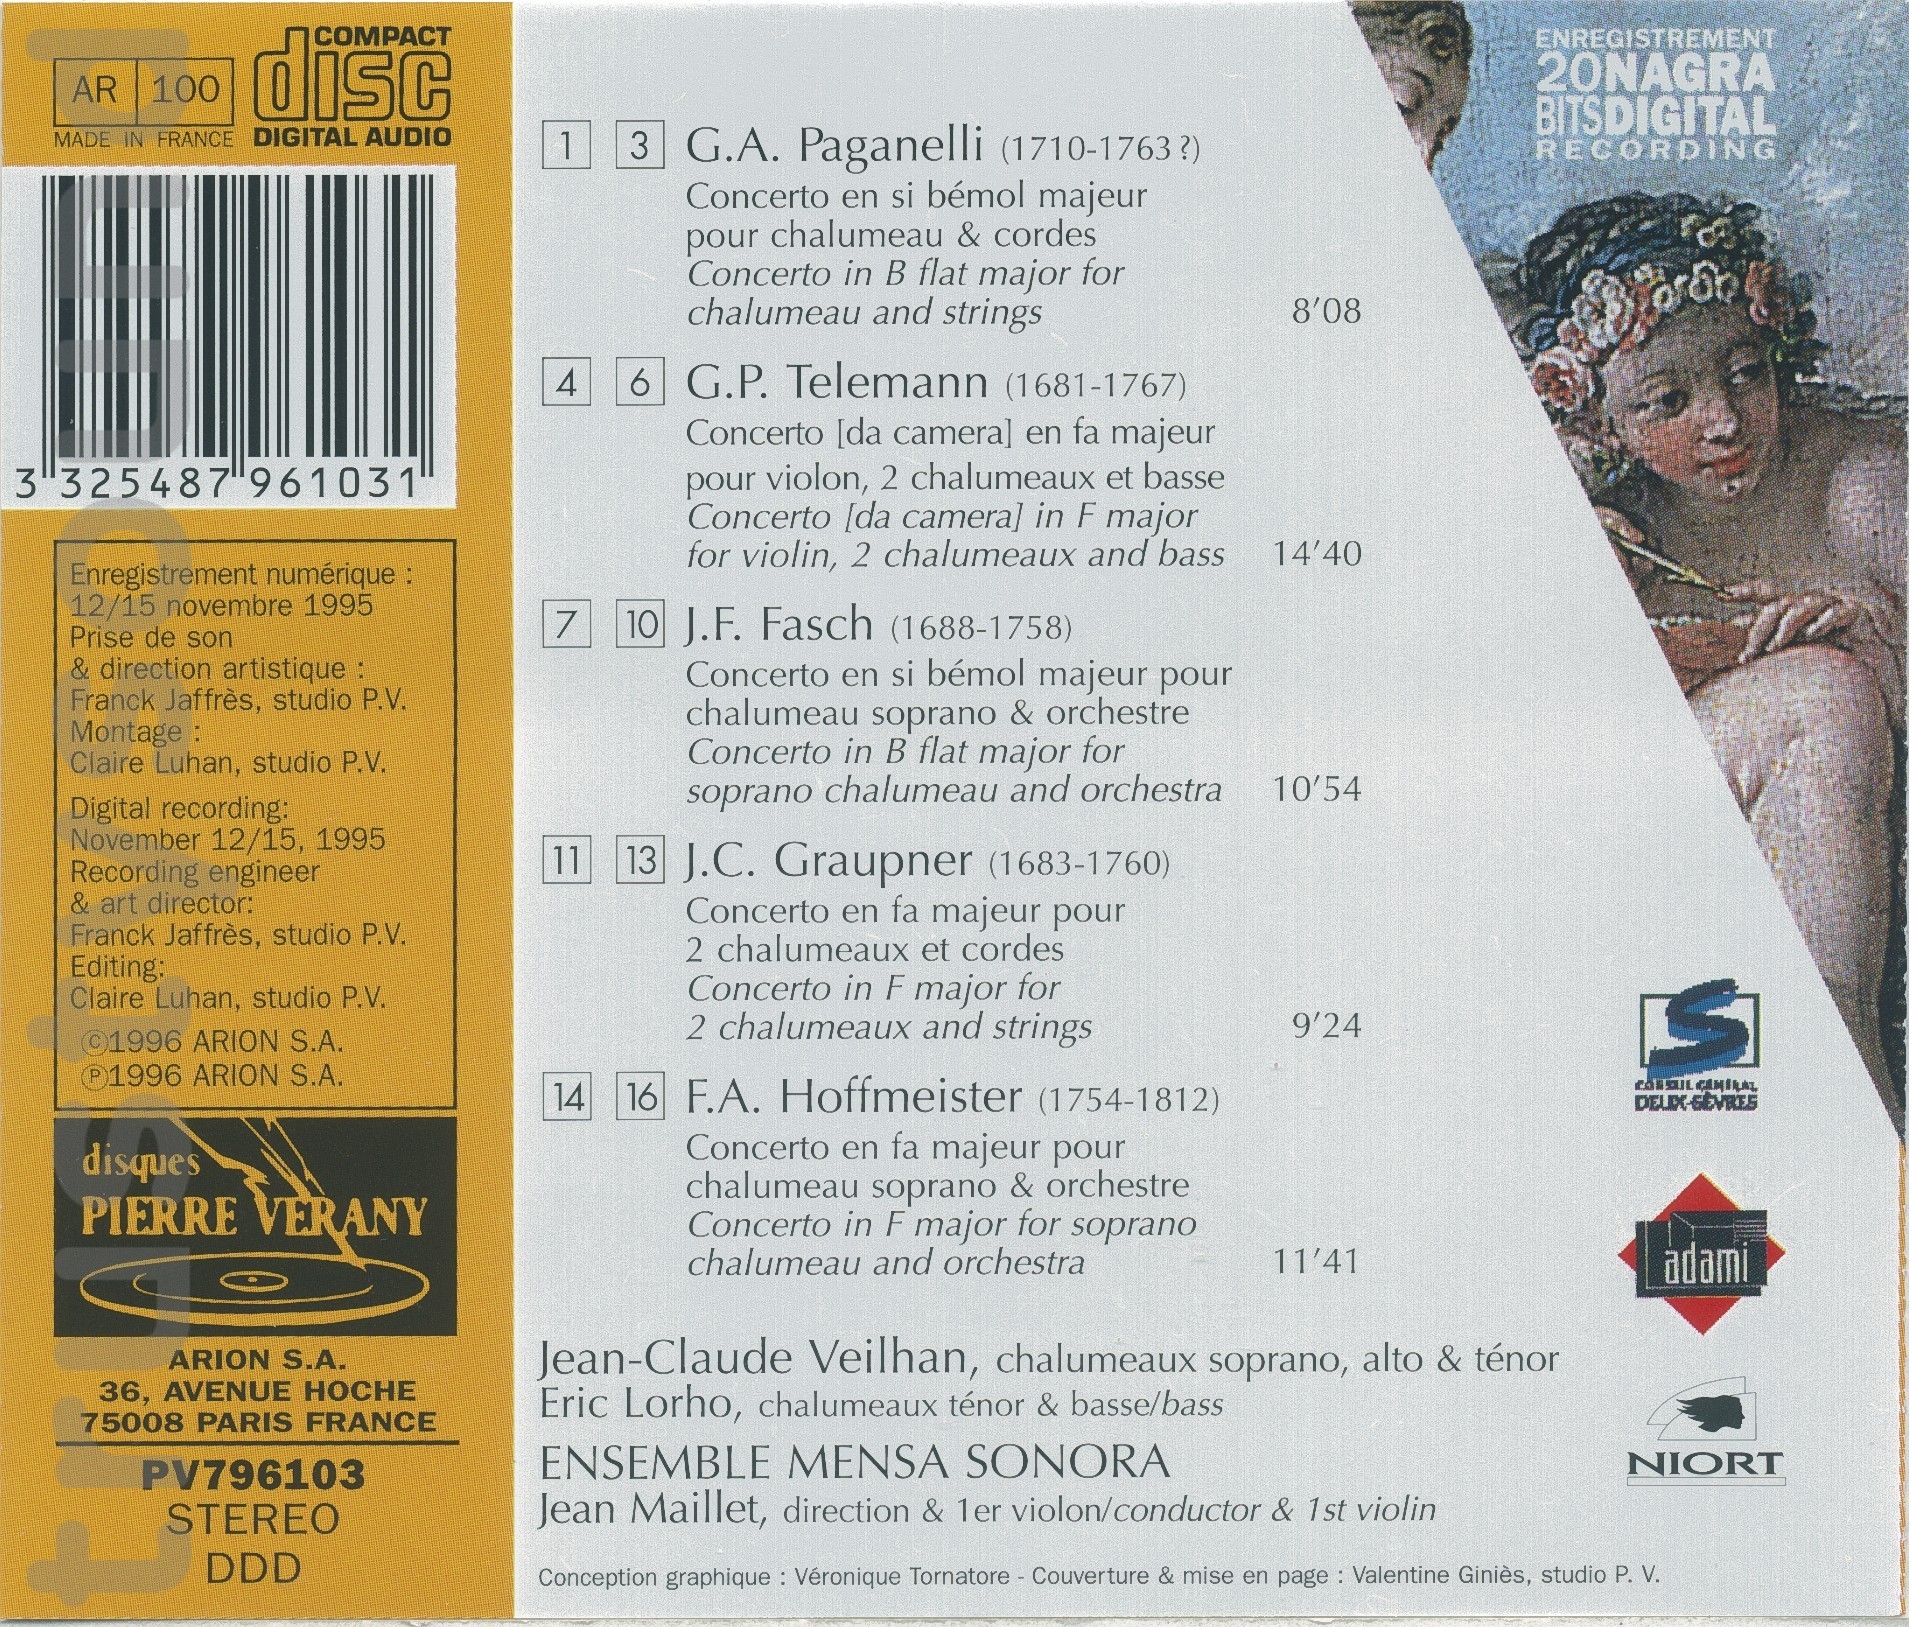 AR 100
MADE IN FRANCE
COMPACT
disc
DIGITAL AUDIO
3 325487 961031
Enregistrement numérique :
12/15 novembre 1995
Prise de son
& direction artistique :
Franck Jaffrès, studio P.V.
Montage :
Claire Luhan, studio P.V.
Digital recording:
November 12/15, 1995
Recording engineer
& art director:
Franck Jaffrès, studio P.V.
Editing:
Claire Luhan, studio P.V.
©1996 ARION S.A.
Ⓟ1996 ARION S.A.
disques
PIERRE VERANY
ARION S.A.
36, AVENUE HOCHE
75008 PARIS FRANCE
PV796103
STEREO
DDD
1 3 G.A. Paganelli (1710-1763?)
Concerto en si bémol majeur
pour chalumeau & cordes
Concerto in B flat major for
chalumeau and strings 8'08
4 6 G.P. Telemann (1681-1767)
Concerto [da camera] en fa majeur
pour violon, 2 chalumeaux et basse
Concerto [da camera] in F major
for violin, 2 chalumeaux and bass 14'40
7 10 J.F. Fasch (1688-1758)
Concerto en si bémol majeur pour
chalumeau soprano & orchestre
Concerto in B flat major for
soprano chalumeau and orchestra 10'54
11 13 J.C. Graupner (1683-1760)
Concerto en fa majeur pour
2 chalumeaux et cordes
Concerto in F major for
2 chalumeaux and strings 9'24
14 16 F.A. Hoffmeister (1754-1812)
Concerto en fa majeur pour
chalumeau soprano & orchestre
Concerto in F major for soprano
chalumeau and orchestra 11'41
Jean-Claude Veilhan, chalumeaux soprano, alto & ténor
Eric Lorho, chalumeaux ténor & basse/bass
ENSEMBLE MENSA SONORA
Jean Maillet, direction & 1er violon/conductor & 1st violin
Conception graphique : Véronique Tornatore - Couverture & mise en page : Valentine Giniès, studio P. V.
ENREGISTREMENT
20 NAGRA
BITS DIGITAL
RECORDING
CONSEIL GÉNÉRAL
DEUX-SÈVRES
adami
NIORT